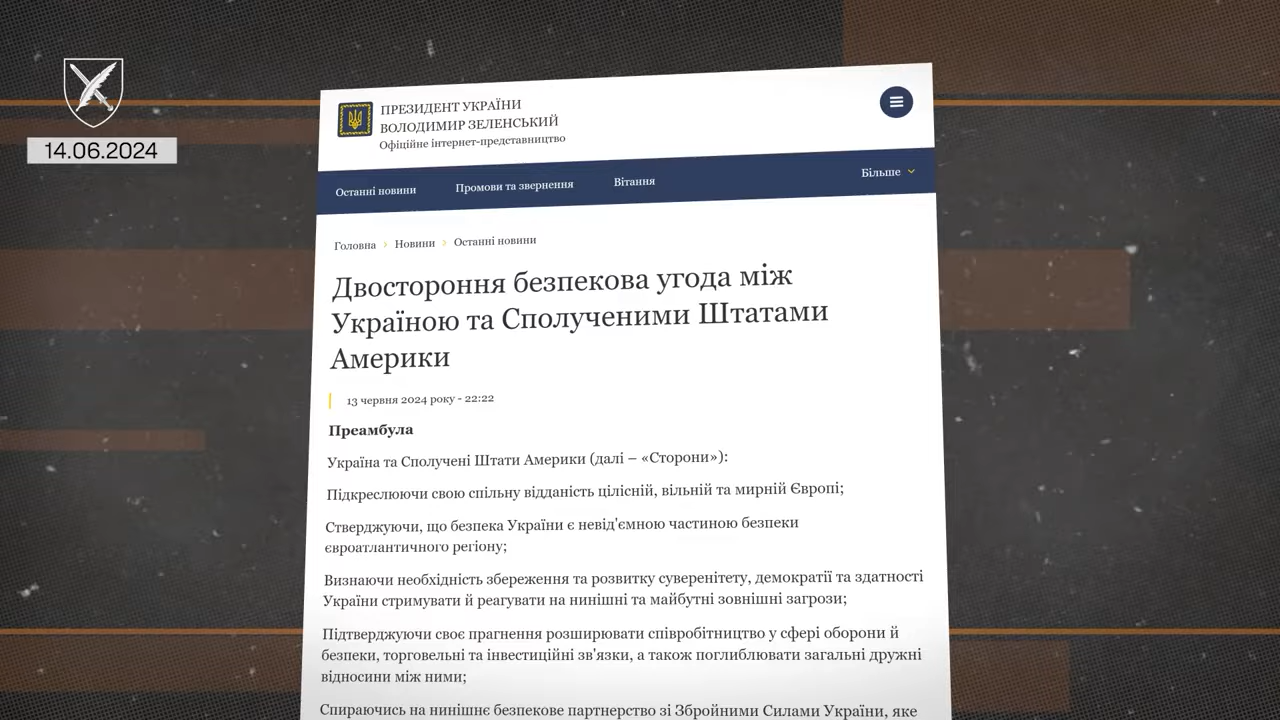 14.06.2024
ПРЕЗИДЕНТ УКРАЇНИ
ВОЛОДИМИР ЗЕЛЕНСЬКИЙ
Офіційне інтернет-представництво
Останні новини Промови та звернення Вітання Більше
Головна › Новини › Останні новини
Двостороння безпекова угода між
Україною та Сполученими Штатами
Америки
13 червня 2024 року - 22:22
Преамбула
Україна та Сполучені Штати Америки (далі – «Сторони»):
Підкреслюючи свою спільну відданість цілісній, вільній та мирній Європі;
Стверджуючи, що безпека України є невід'ємною частиною безпеки
євроатлантичного регіону;
Визнаючи необхідність збереження та розвитку суверенітету, демократії та здатності
України стримувати й реагувати на нинішні та майбутні зовнішні загрози;
Підтверджуючи своє прагнення розширювати співробітництво у сфері оборони й
безпеки, торговельні та інвестиційні зв'язки, а також поглиблювати загальні дружні
відносини між ними;
Спираючись на нинішнє безпекове партнерство зі Збройними Силами України, яке